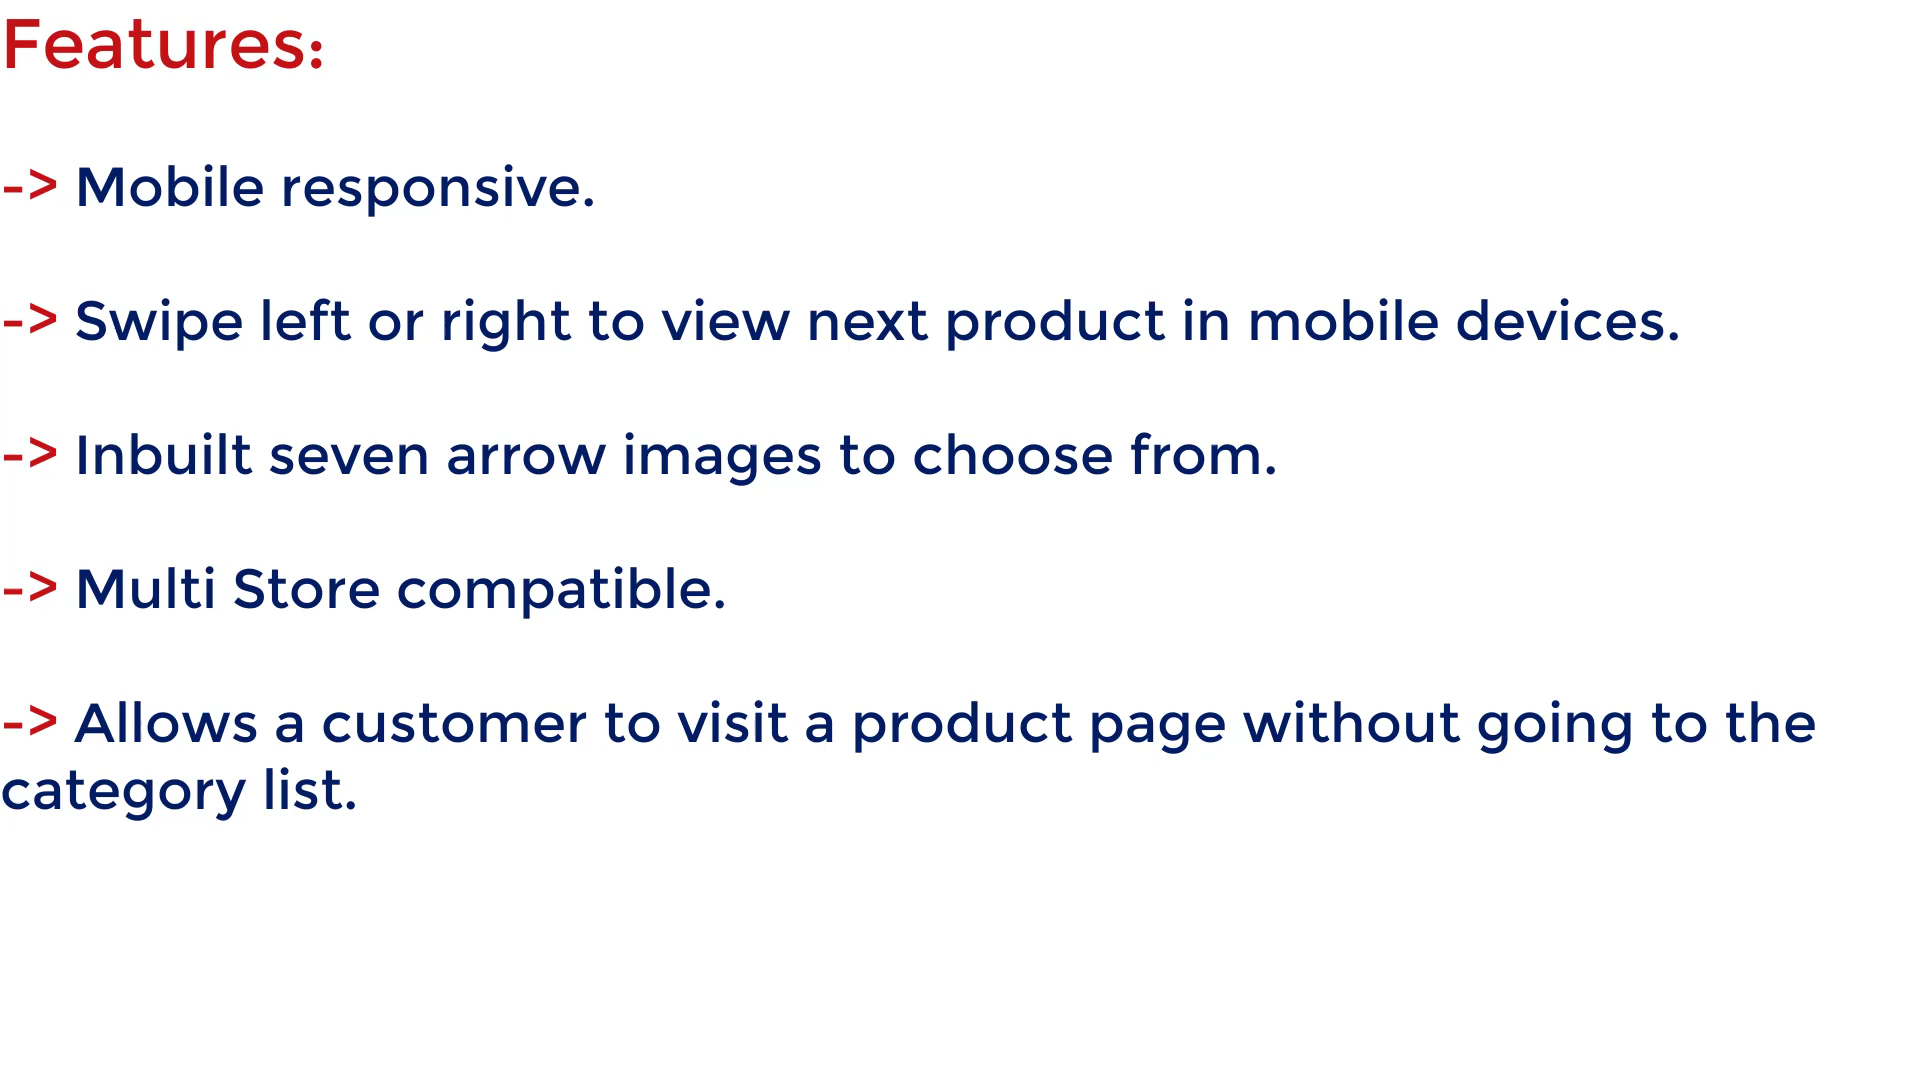 Features:
-> Mobile responsive.
-> Swipe left or right to view next product in mobile devices.
-> Inbuilt seven arrow images to choose from.
-> Multi Store compatible.
-> Allows a customer to visit a product page without going to the
category list.